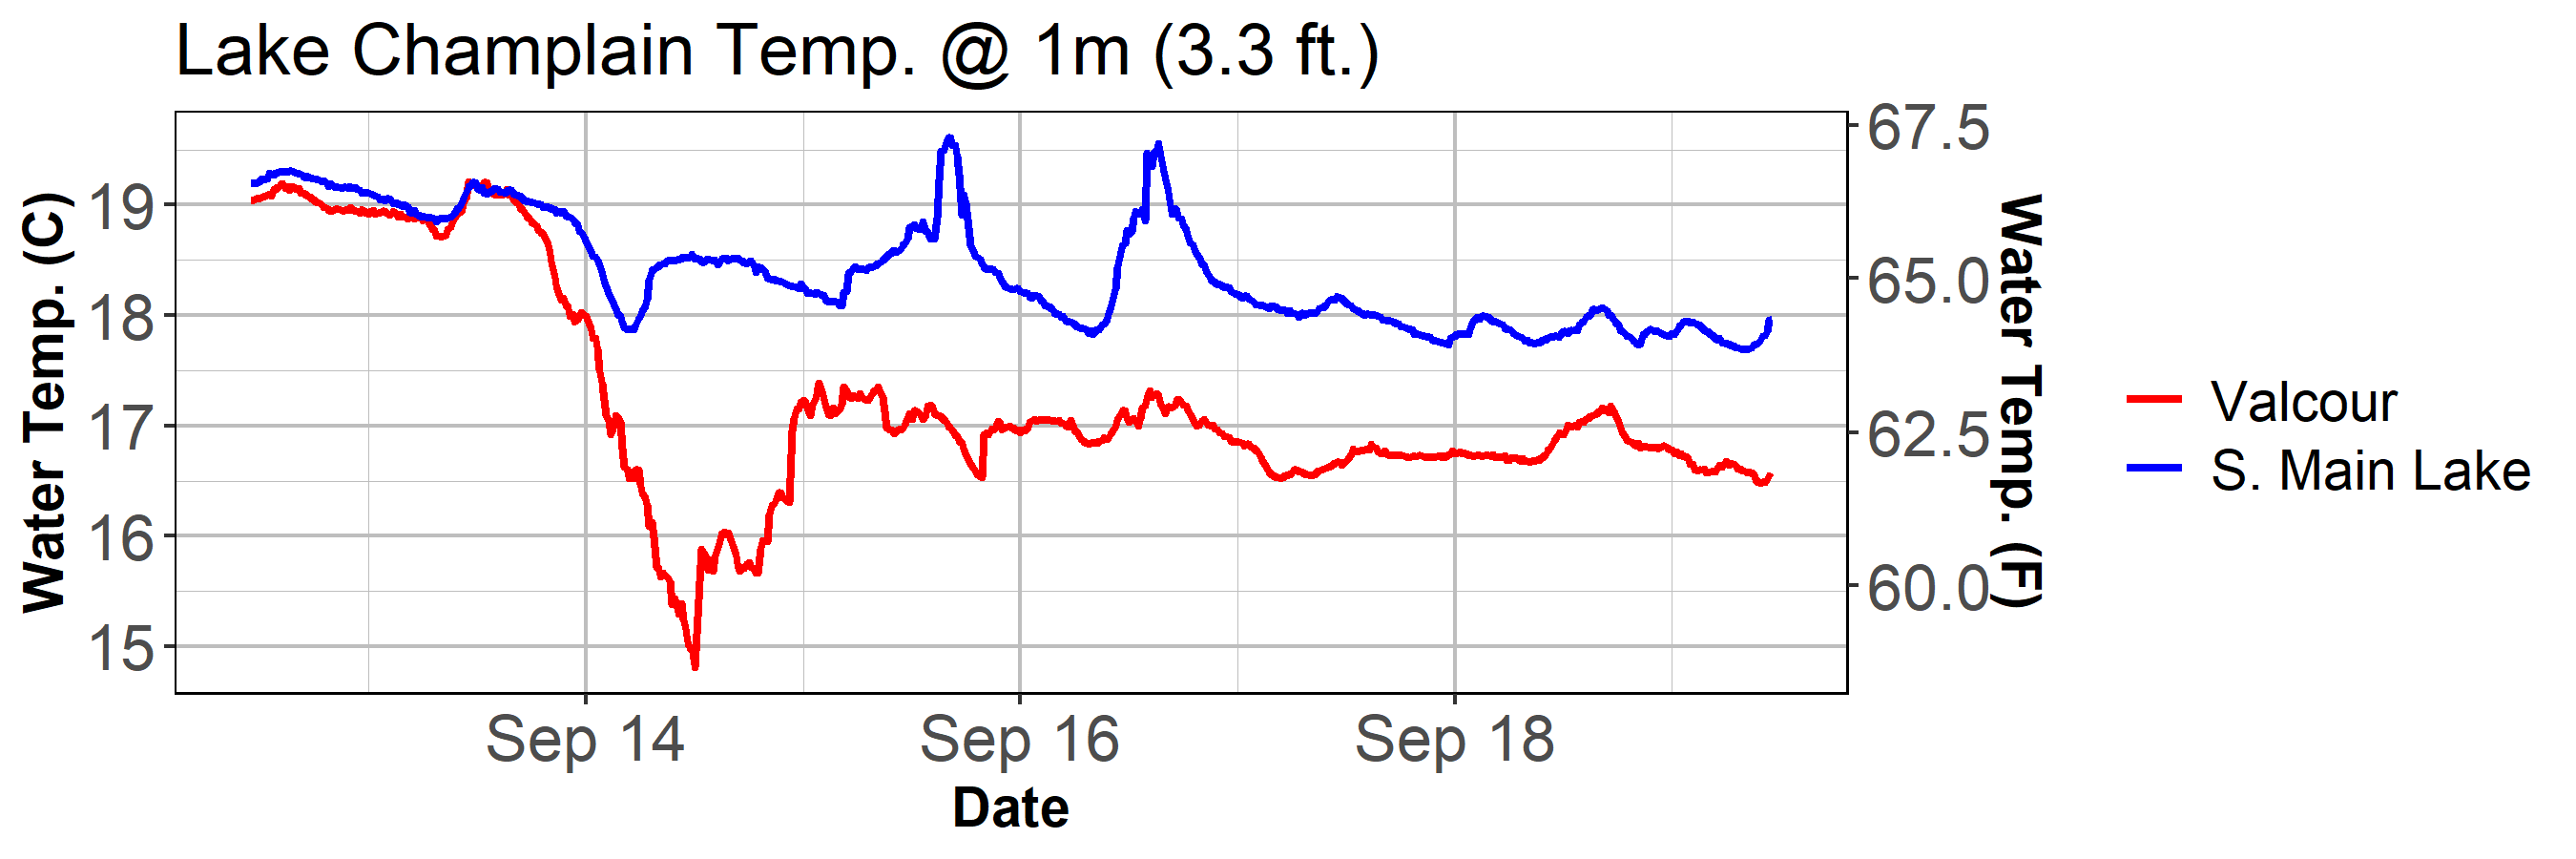 Lake Champlain Temp. @ 1m (3.3 ft.)
Water Temp. (C)
19
18
17
16
15
67.5
65.0
62.5
60.0
Water Temp. (F)
Sep 14
Sep 16
Sep 18
Date
Valcour
S. Main Lake